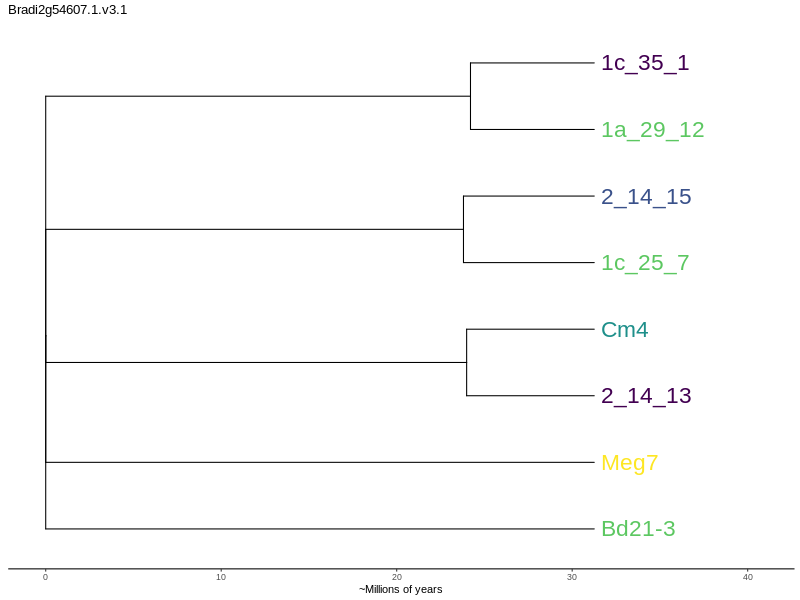 Bradi2g54607.1.v3.1
1c_35_1
1a_29_12
2_14_15
1c_25_7
Cm4
2_14_13
Meg7
Bd21-3
0 10 20 30 40
~Millions of years